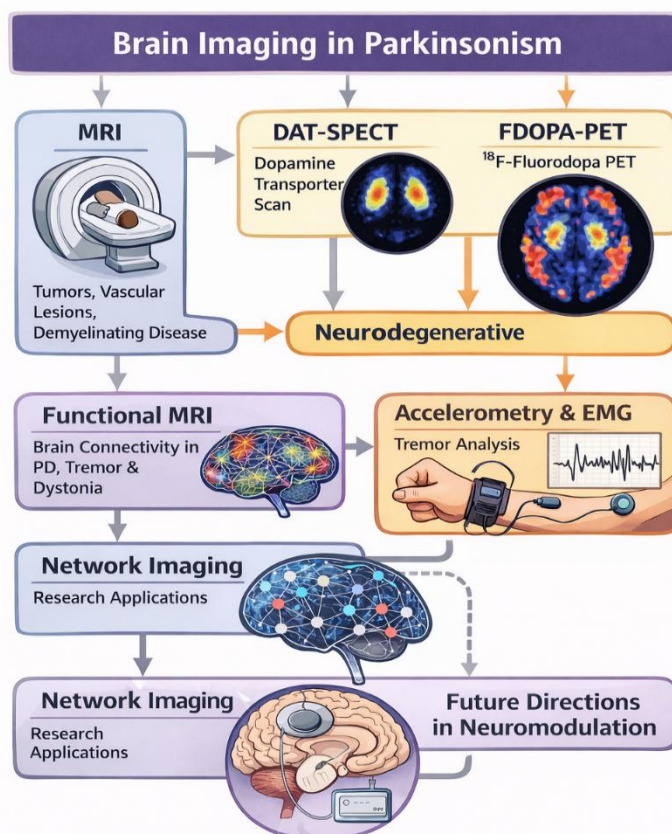 Brain Imaging in Parkinsonism
MRI
Tumors, Vascular
Lesions,
Demyelinating Disease
DAT-SPECT
Dopamine
Transporter
Scan
FDOPA-PET
¹⁸F-Fluorodopa PET
Neurodegenerative
Functional MRI
Brain Connectivity in
PD, Tremor &
Dystonia
Accelerometry & EMG
Tremor Analysis
Network Imaging
Research Applications
Network Imaging
Research
Applications
Future Directions
in Neuromodulation